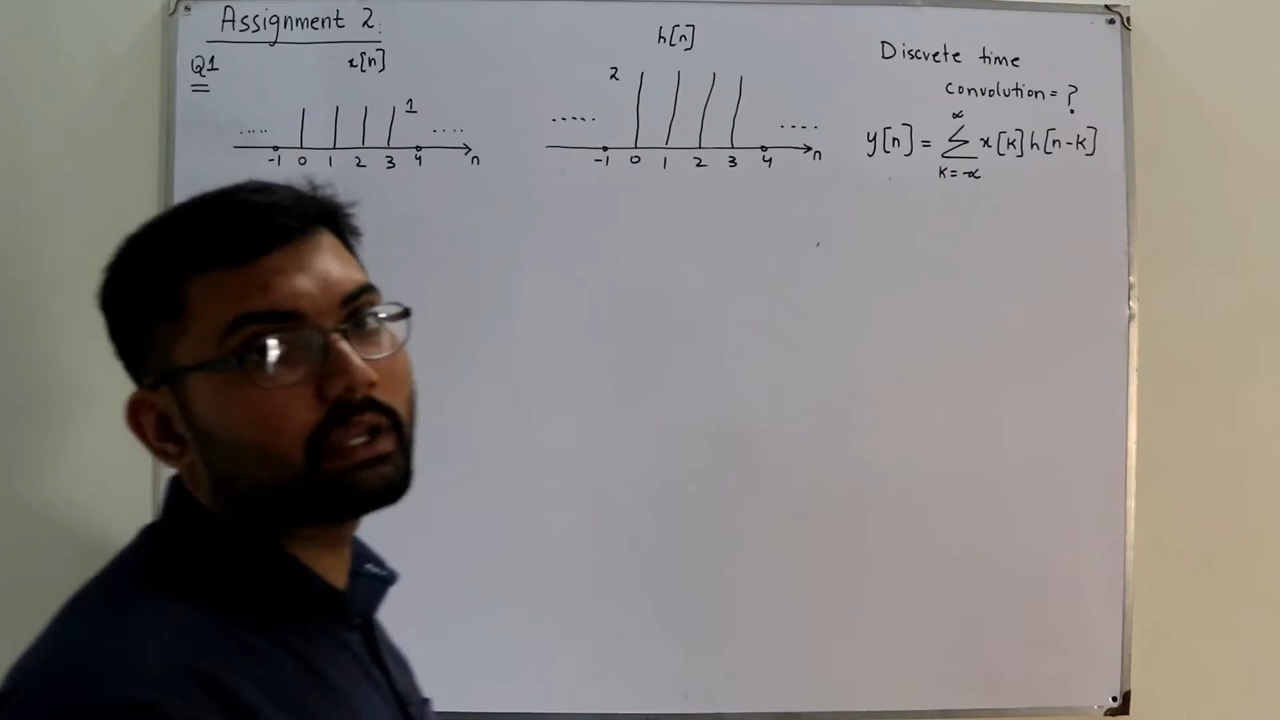 Assignment 2:
Q1
x[n]
1
..... .....
-1 0 1 2 3 4 n
h[n]
2
..... ....
-1 0 1 2 3 4 n
Discrete time
convolution = ?
y[n] = ∞ Σ k=-∞ x[k]h[n-k]